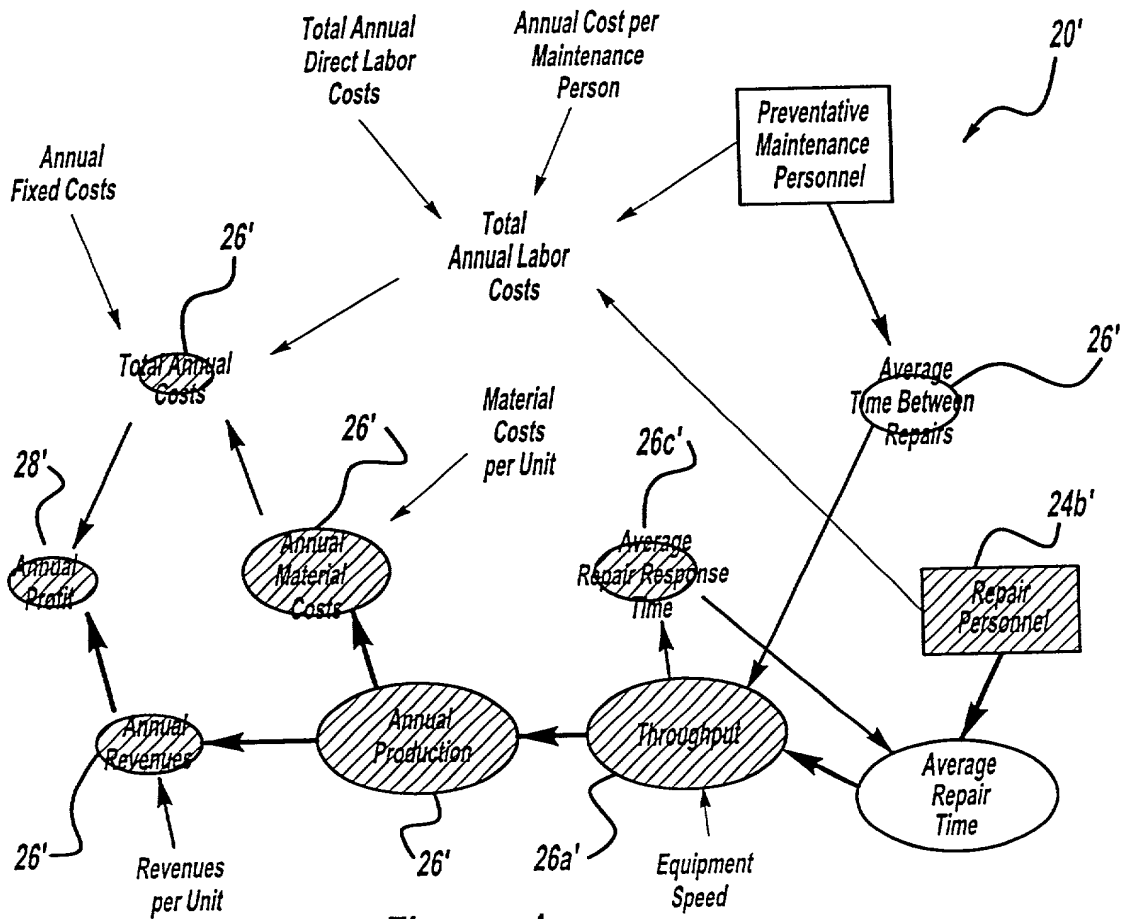 Total Annual
Direct Labor
Costs
Annual Cost per
Maintenance
Person
20'
Preventative
Maintenance
Personnel
Annual
Fixed Costs
26'
Total
Annual Labor
Costs
Total Annual
Costs
26'
Average
Time Between
Repairs
Material
Costs
per Unit
26'
26c'
28'
24b'
Annual
Profit
Annual
Material
Costs
Average
Repair Response
Time
Repair
Personnel
Annual
Revenues
Annual
Production
Throughput
Average
Repair
Time
26'
26'
26a'
Revenues
per Unit
Equipment
Speed